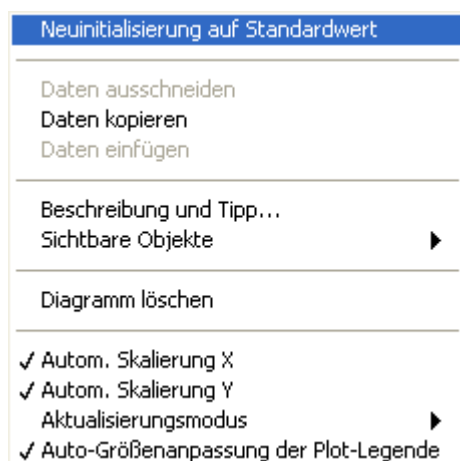 Neuinitialisierung auf Standardwert
Daten ausschneiden
Daten kopieren
Daten einfügen
Beschreibung und Tipp...
Sichtbare Objekte
Diagramm löschen
Autom. Skalierung X
Autom. Skalierung Y
Aktualisierungsmodus
Auto-Größenanpassung der Plot-Legende